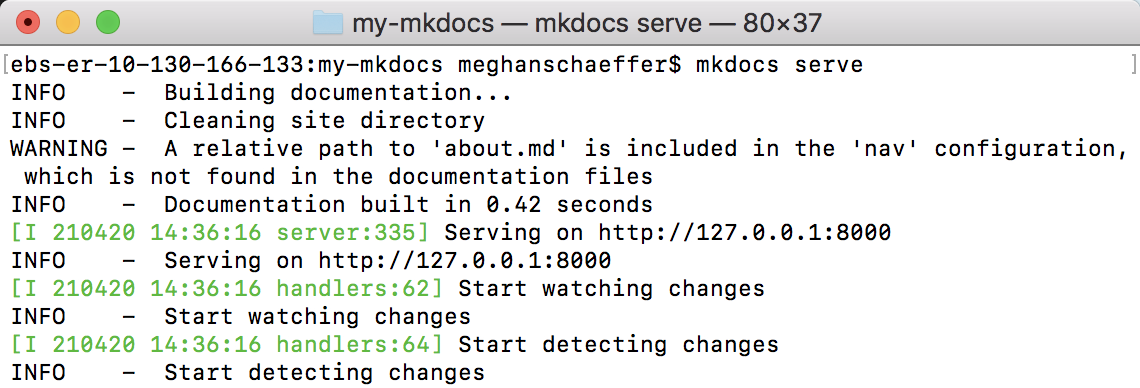 my-mkdocs — mkdocs serve — 80×37
[ebs-er-10-130-166-133:my-mkdocs meghanschaeffer$ mkdocs serve ]
INFO    -  Building documentation...
INFO    -  Cleaning site directory
WARNING -  A relative path to 'about.md' is included in the 'nav' configuration,
 which is not found in the documentation files
INFO    -  Documentation built in 0.42 seconds
[I 210420 14:36:16 server:335] Serving on http://127.0.0.1:8000
INFO    -  Serving on http://127.0.0.1:8000
[I 210420 14:36:16 handlers:62] Start watching changes
INFO    -  Start watching changes
[I 210420 14:36:16 handlers:64] Start detecting changes
INFO    -  Start detecting changes